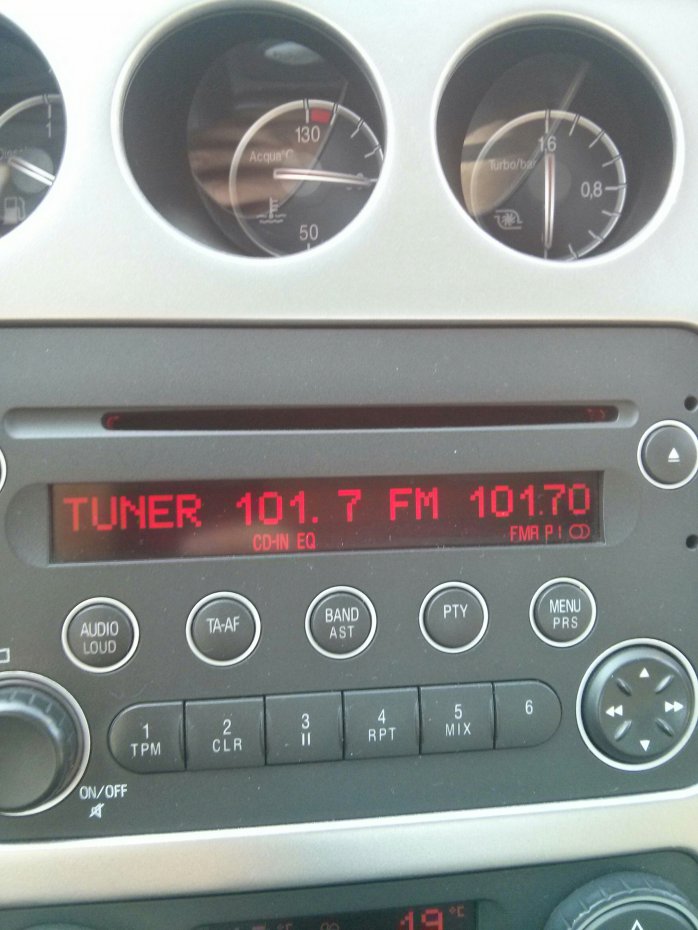 1
130
Acqua°C
50
1.6
Turbo/bar
0,8
TUNER 101.7 FM 101.70
CD-IN EQ FMR P I
AUDIO
LOUD
TA-AF
BAND
AST
PTY
MENU
PRS
1
TPM
2
CLR
3
4
RPT
5
MIX
6
ON/OFF
19 °C